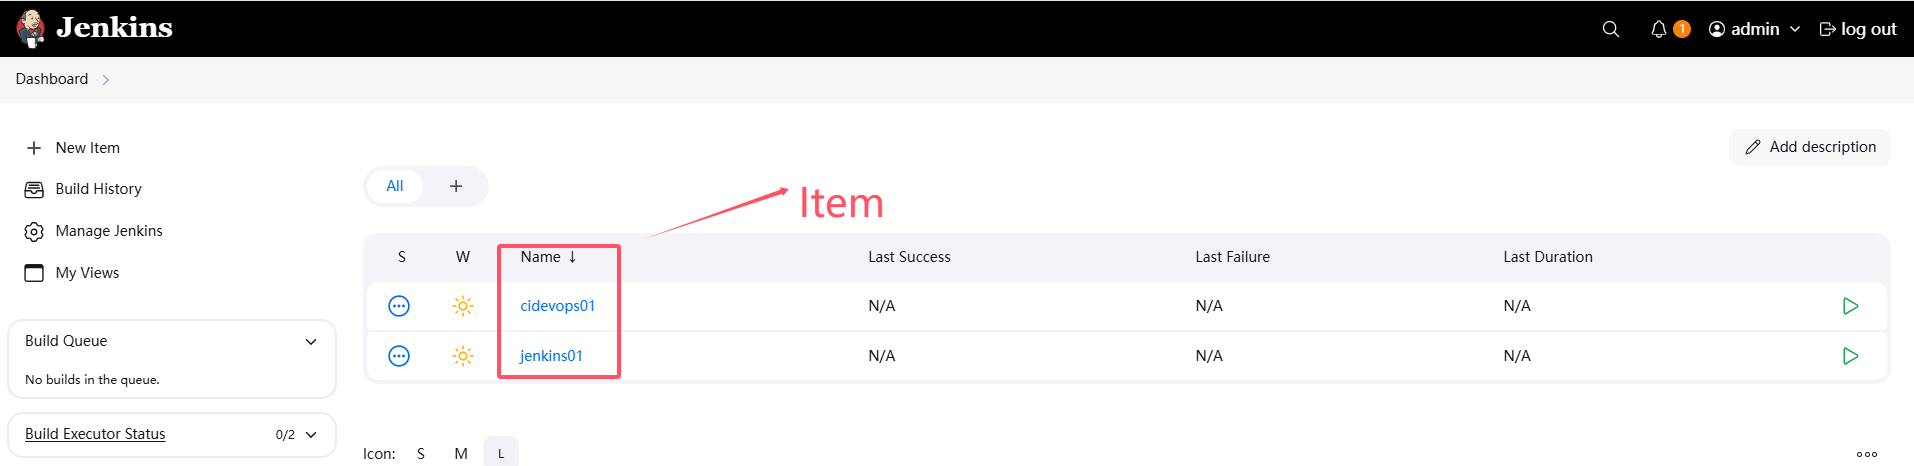 Jenkins
1
admin
log out
Dashboard
New Item
Build History
Manage Jenkins
My Views
Build Queue
No builds in the queue.
Build Executor Status 0/2
Add description
All +
Item
S W Name ↓ Last Success Last Failure Last Duration
cidevops01 N/A N/A N/A
jenkins01 N/A N/A N/A
Icon: S M L